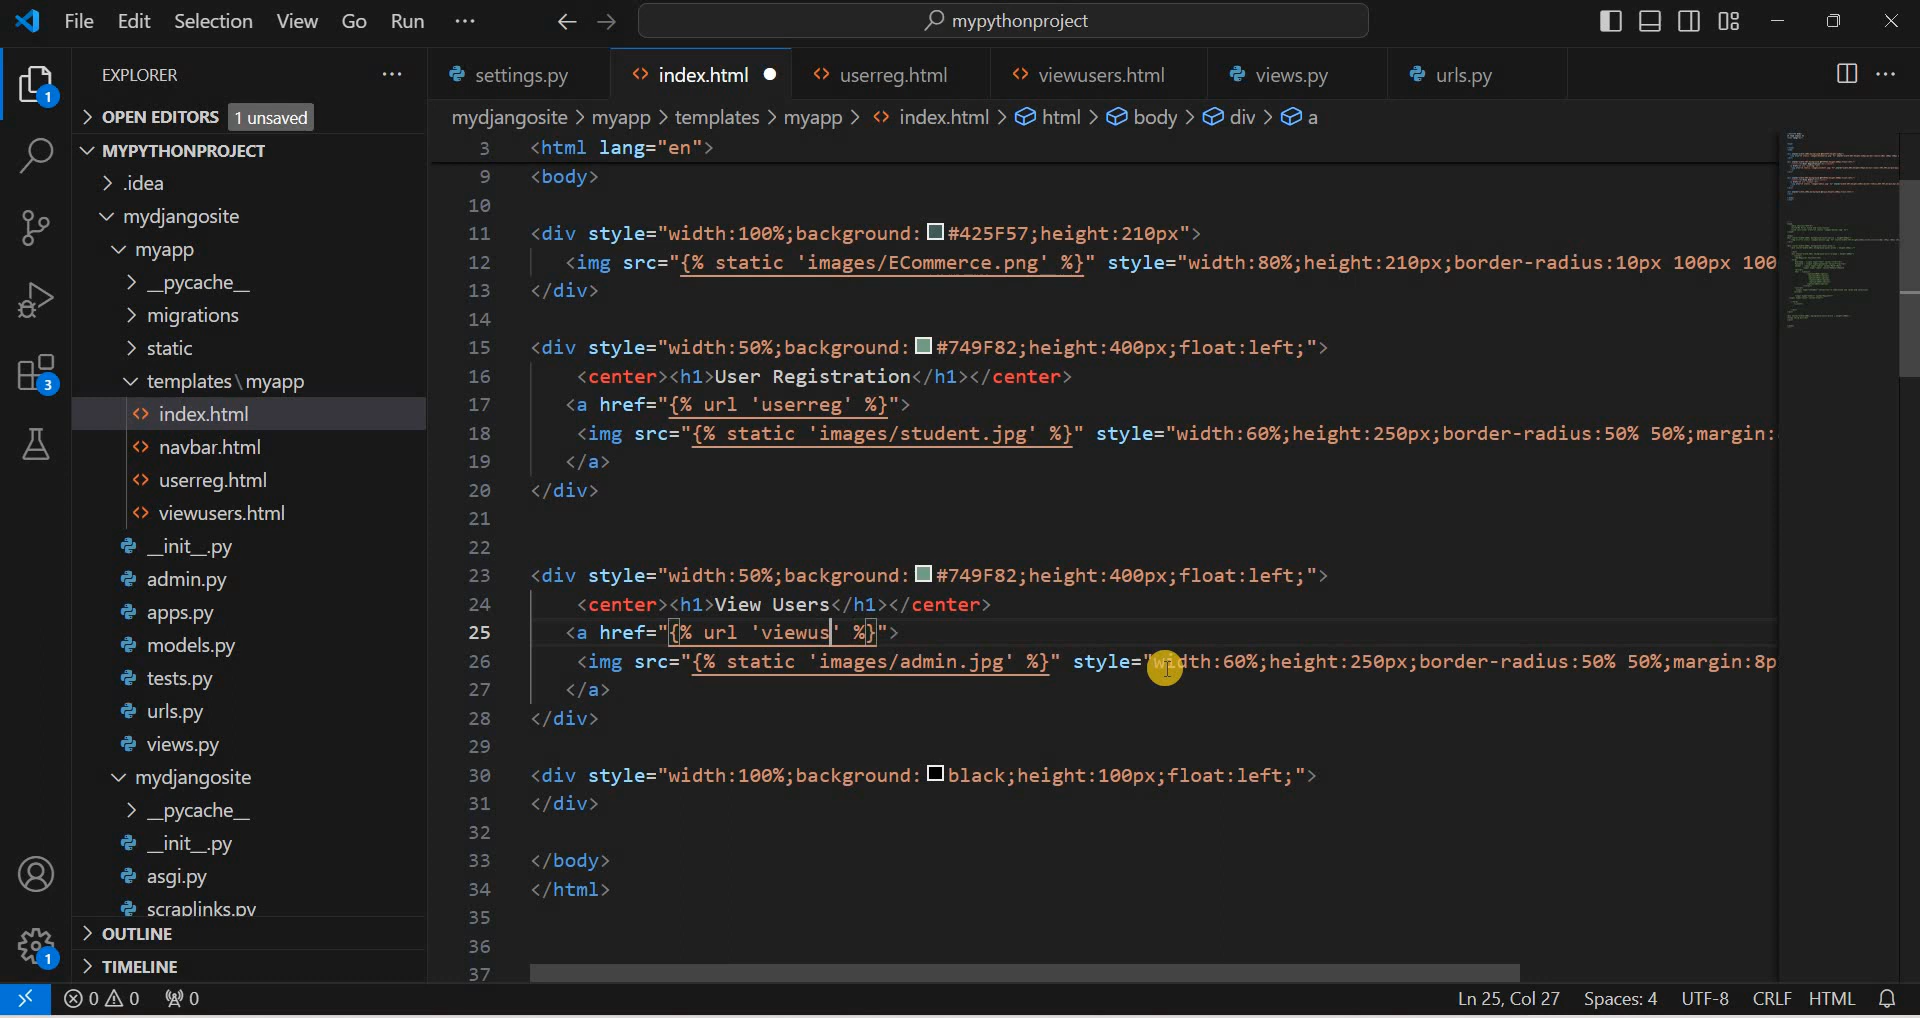 File Edit Selection View Go Run ··· mypythonproject
EXPLORER ···
OPEN EDITORS 1 unsaved
MYPYTHONPROJECT
.idea
mydjangosite
myapp
__pycache__
migrations
static
templates\myapp
index.html
navbar.html
userreg.html
viewusers.html
__init__.py
admin.py
apps.py
models.py
tests.py
urls.py
views.py
mydjangosite
__pycache__
__init__.py
asgi.py
scraplinks.py
OUTLINE
TIMELINE
1
3
1
settings.py index.html userreg.html viewusers.html views.py urls.py ···
mydjangosite > myapp > templates > myapp > index.html > html > body > div > a
3 <html lang="en">
9 <body>
10
11 <div style="width:100%;background:#425F57;height:210px">
12 <img src="{% static 'images/ECommerce.png' %}" style="width:80%;height:210px;border-radius:10px 100px 100
13 </div>
14
15 <div style="width:50%;background:#749F82;height:400px;float:left;">
16 <center><h1>User Registration</h1></center>
17 <a href="{% url 'userreg' %}">
18 <img src="{% static 'images/student.jpg' %}" style="width:60%;height:250px;border-radius:50% 50%;margin:
19 </a>
20 </div>
21
22
23 <div style="width:50%;background:#749F82;height:400px;float:left;">
24 <center><h1>View Users</h1></center>
25 <a href="{% url 'viewus' %}">
26 <img src="{% static 'images/admin.jpg' %}" style="width:60%;height:250px;border-radius:50% 50%;margin:8p
27 </a>
28 </div>
29
30 <div style="width:100%;background:black;height:100px;float:left;">
31 </div>
32
33 </body>
34 </html>
35
36
37
0 0 0 Ln 25, Col 27 Spaces: 4 UTF-8 CRLF HTML